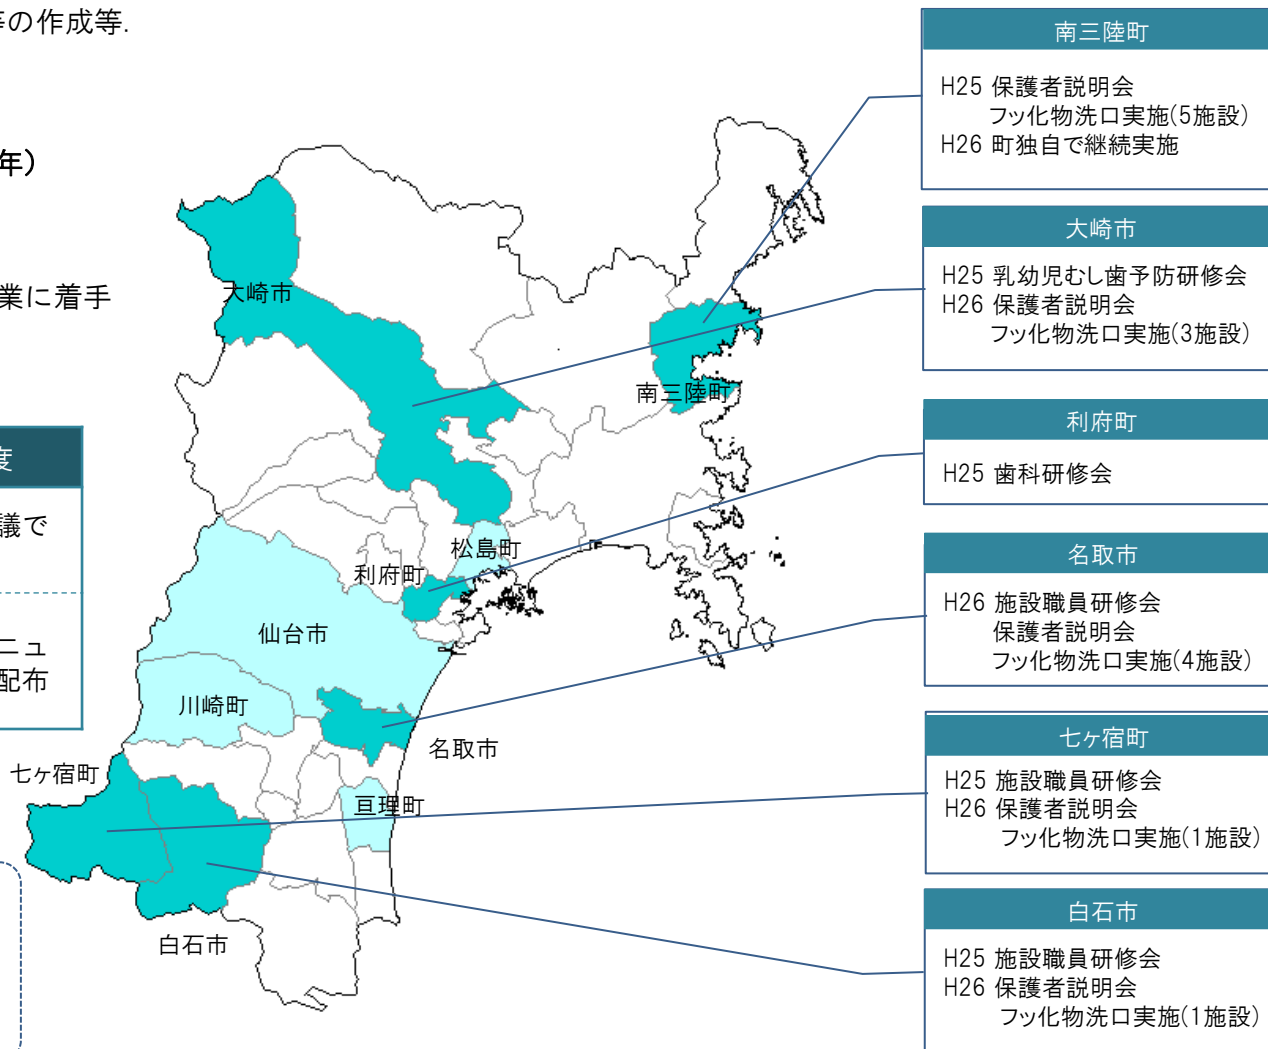 等の作成等.
年)
業に着手
度
議で
ニュ
配布
大崎市
南三陸町
松島町
利府町
仙台市
川崎町
名取市
七ヶ宿町
亘理町
白石市
南三陸町
H25 保護者説明会
フッ化物洗口実施(5施設)
H26 町独自で継続実施
大崎市
H25 乳幼児むし歯予防研修会
H26 保護者説明会
フッ化物洗口実施(3施設)
利府町
H25 歯科研修会
名取市
H26 施設職員研修会
保護者説明会
フッ化物洗口実施(4施設)
七ヶ宿町
H25 施設職員研修会
H26 保護者説明会
フッ化物洗口実施(1施設)
白石市
H25 施設職員研修会
H26 保護者説明会
フッ化物洗口実施(1施設)